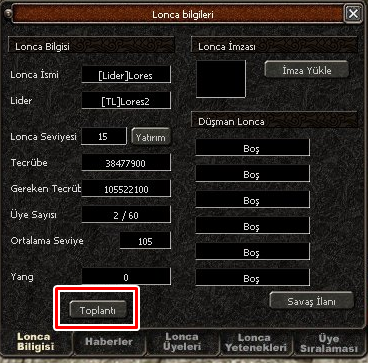 Lonca bilgileri
Lonca Bilgisi
Lonca İsmi [Lider]Lores
Lider [TL]Lores2
Lonca Seviyesi 15 Yatırım
Tecrübe 38477900
Gereken Tecrüb 105522100
Üye Sayısı 2 / 60
Ortalama Seviye 105
Yang 0
Toplantı
Lonca İmzası
İmza Yükle
Düşman Lonca
Boş
Boş
Boş
Boş
Boş
Boş
Savaş İlanı
Lonca Biligisi
Haberler
Lonca Üyeleri
Lonca Yetenekleri
Üye Sıralaması